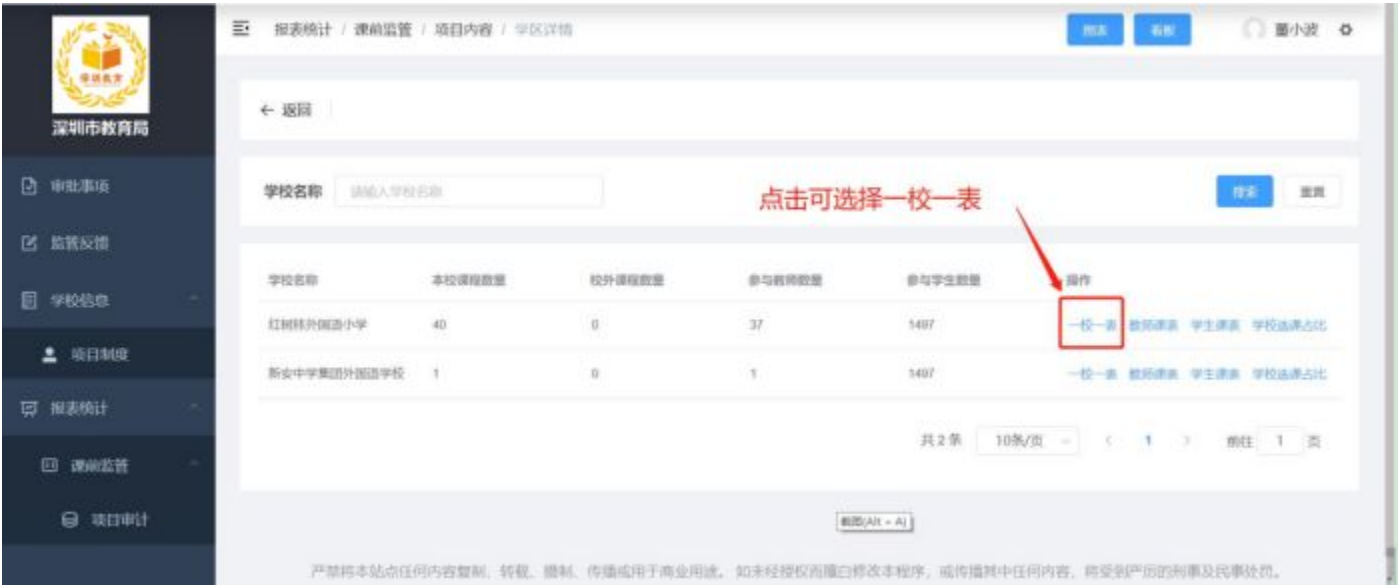 报表统计 / 课前监管 / 项目内容 / 学区详情
图表 看板 董小波
深圳教育
深圳市教育局
← 返回
审批事项
学校名称 请输入学校名称 搜索 重置
点击可选择一校一表
监管反馈
学校名称 本校课程数量 校外课程数量 参与教师数量 参与学生数量 操作
学校信息
红树林外国语小学 40 0 37 1497 一校一表 教师课表 学生课表 学校选课占比
项目制度
新安中学集团外国语学校 1 0 1 1497 一校一表 教师课表 学生课表 学校选课占比
报表统计
共 2 条 10条/页 < 1 > 前往 1 页
课前监管
项目审计
截图(Alt + A)
严禁将本站点任何内容复制、转载、摄制、传播或用于商业用途。 如未经授权而擅自修改本程序，或传播其中任何内容，将受到严厉的刑事及民事处罚。